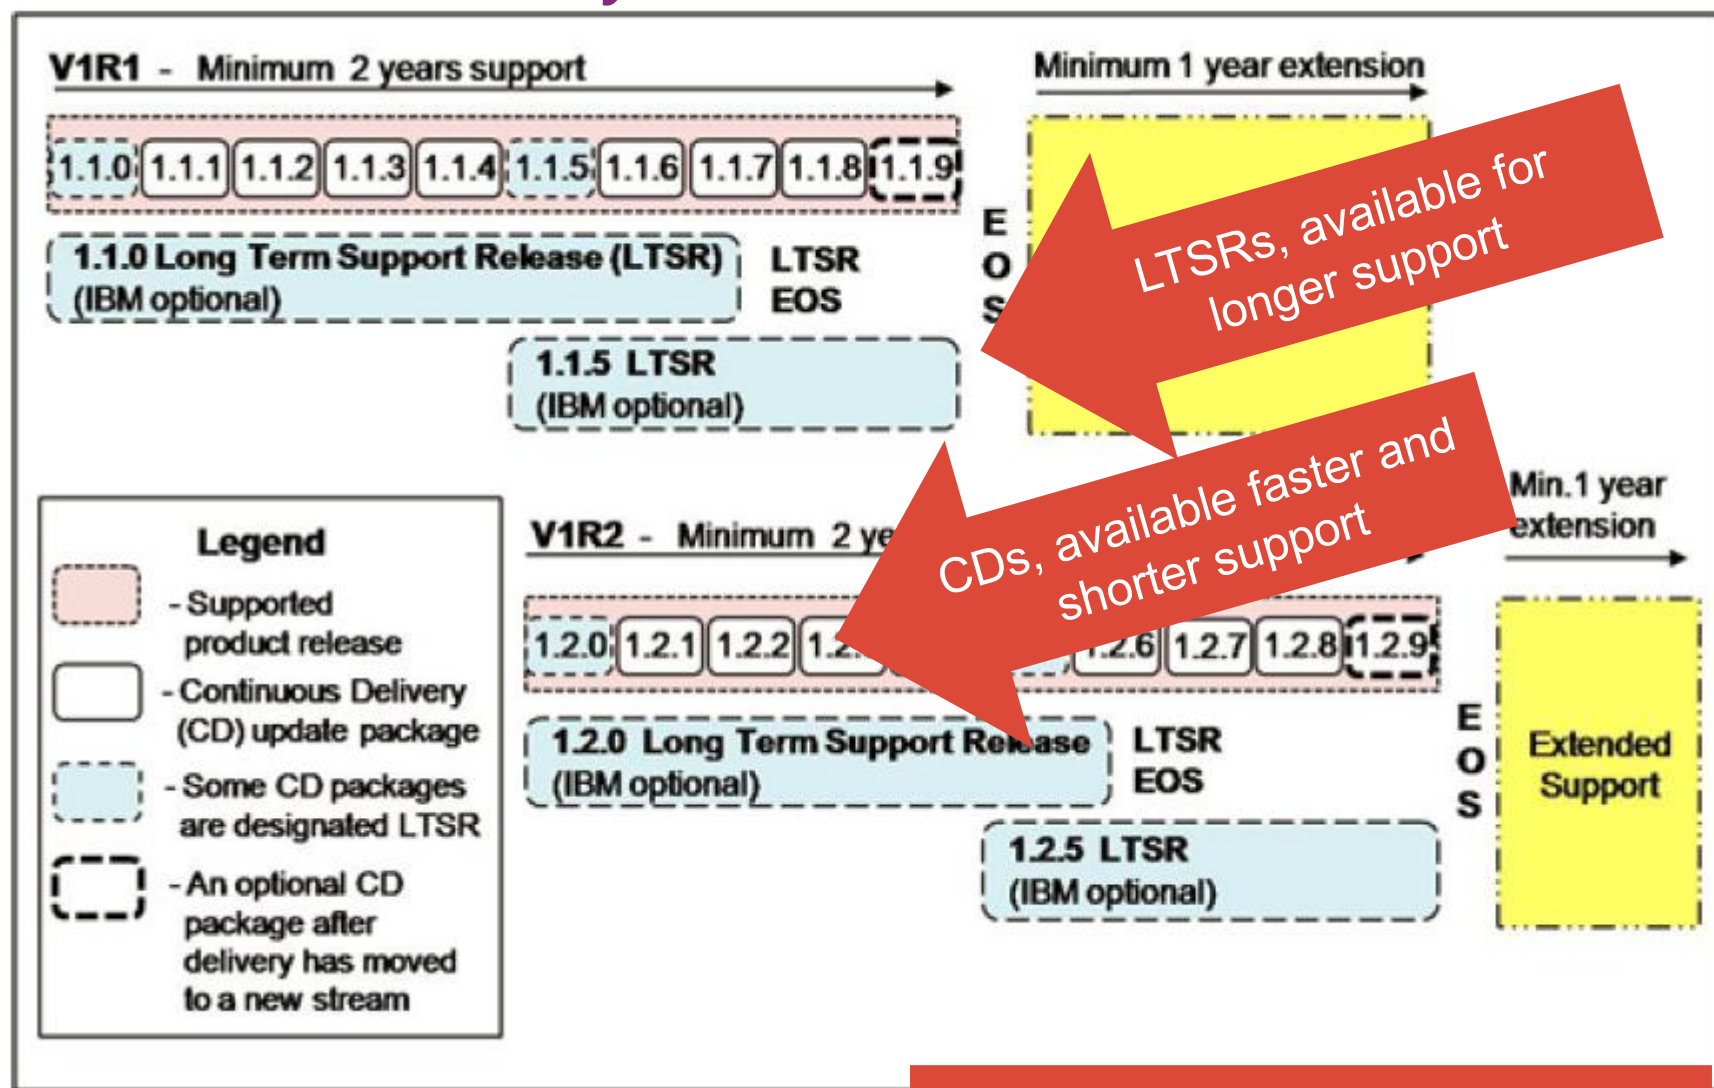 V1R1 - Minimum 2 years support
Minimum 1 year extension
1.1.0 1.1.1 1.1.2 1.1.3 1.1.4 1.1.5 1.1.6 1.1.7 1.1.8 1.1.9
E
O
S
LTSRs, available for
longer support
1.1.0 Long Term Support Release (LTSR)
(IBM optional)
LTSR
EOS
1.1.5 LTSR
(IBM optional)
CDs, available faster and
shorter support
V1R2 - Minimum 2
Min.1 year
extension
1.2.0 1.2.1 1.2.2 1.2.6 1.2.7 1.2.8 1.2.9
1.2.0 Long Term Support Release
(IBM optional)
LTSR
EOS
1.2.5 LTSR
(IBM optional)
E
O
S
Extended
Support
Legend
- Supported
product release
- Continuous Delivery
(CD) update package
- Some CD packages
are designated LTSR
- An optional CD
package after
delivery has moved
to a new stream